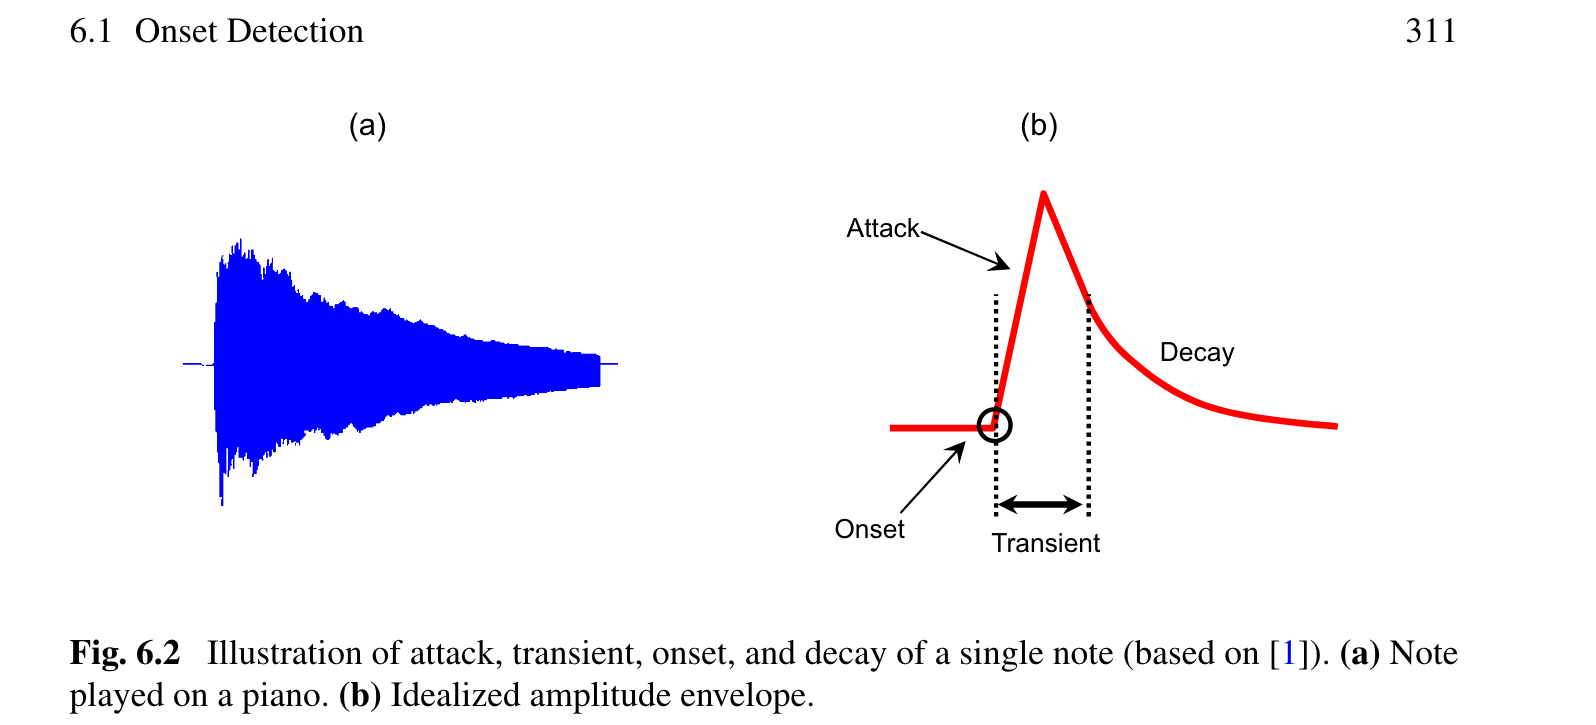 6.1 Onset Detection 311
(a)
(b)
Attack
Decay
Onset
Transient
Fig. 6.2 Illustration of attack, transient, onset, and decay of a single note (based on [1]). (a) Note
played on a piano. (b) Idealized amplitude envelope.